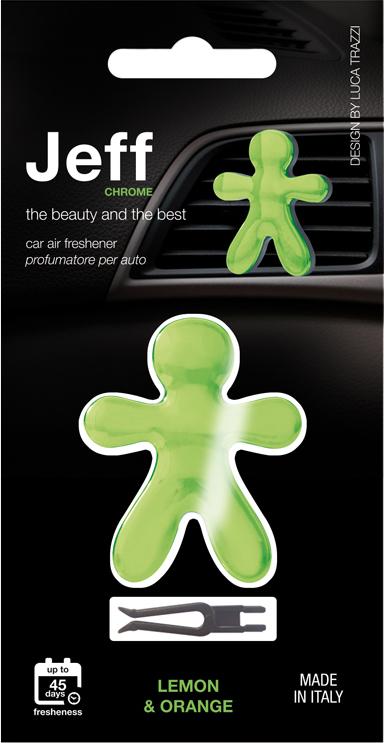 DESIGN BY LUCA TRAZZI
Jeff
CHROME
the beauty and the best
car air freshener
profumatore per auto
up to
45
days
fresheness
LEMON
& ORANGE
MADE
IN ITALY